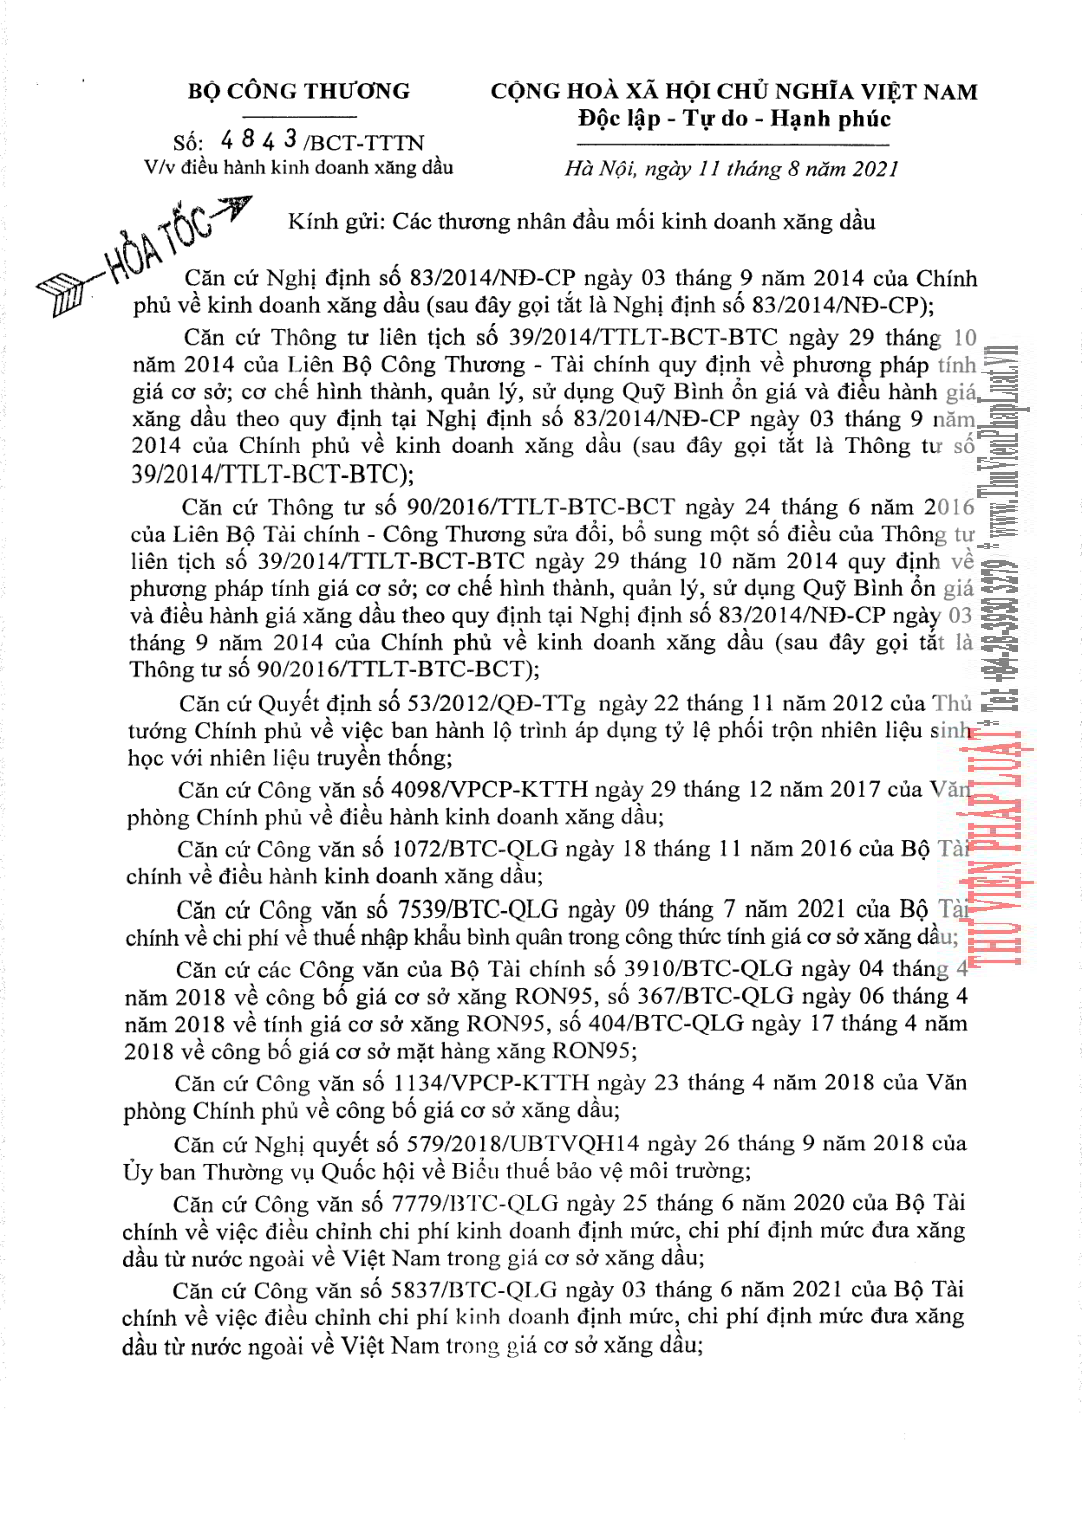 BỘ CÔNG THƯƠNG
CỘNG HOÀ XÃ HỘI CHỦ NGHĨA VIỆT NAM
Độc lập - Tự do - Hạnh phúc
Số: 4843/BCT-TTTN
V/v điều hành kinh doanh xăng dầu
Hà Nội, ngày 11 tháng 8 năm 2021
HỎA TỐC
Kính gửi: Các thương nhân đầu mối kinh doanh xăng dầu
Căn cứ Nghị định số 83/2014/NĐ-CP ngày 03 tháng 9 năm 2014 của Chính
phủ về kinh doanh xăng dầu (sau đây gọi tắt là Nghị định số 83/2014/NĐ-CP);
Căn cứ Thông tư liên tịch số 39/2014/TTLT-BCT-BTC ngày 29 tháng 10
năm 2014 của Liên Bộ Công Thương - Tài chính quy định về phương pháp tính
giá cơ sở; cơ chế hình thành, quản lý, sử dụng Quỹ Bình ổn giá và điều hành giá
xăng dầu theo quy định tại Nghị định số 83/2014/NĐ-CP ngày 03 tháng 9 năm
2014 của Chính phủ về kinh doanh xăng dầu (sau đây gọi tắt là Thông tư số
39/2014/TTLT-BCT-BTC);
Căn cứ Thông tư số 90/2016/TTLT-BTC-BCT ngày 24 tháng 6 năm 2016
của Liên Bộ Tài chính - Công Thương sửa đổi, bổ sung một số điều của Thông tư
liên tịch số 39/2014/TTLT-BCT-BTC ngày 29 tháng 10 năm 2014 quy định về
phương pháp tính giá cơ sở; cơ chế hình thành, quản lý, sử dụng Quỹ Bình ổn giá
và điều hành giá xăng dầu theo quy định tại Nghị định số 83/2014/NĐ-CP ngày 03
tháng 9 năm 2014 của Chính phủ về kinh doanh xăng dầu (sau đây gọi tắt là
Thông tư số 90/2016/TTLT-BTC-BCT);
Căn cứ Quyết định số 53/2012/QĐ-TTg ngày 22 tháng 11 năm 2012 của Thủ
tướng Chính phủ về việc ban hành lộ trình áp dụng tỷ lệ phối trộn nhiên liệu sinh
học với nhiên liệu truyền thống;
Căn cứ Công văn số 4098/VPCP-KTTH ngày 29 tháng 12 năm 2017 của Văn
phòng Chính phủ về điều hành kinh doanh xăng dầu;
Căn cứ Công văn số 1072/BTC-QLG ngày 18 tháng 11 năm 2016 của Bộ Tài
chính về điều hành kinh doanh xăng dầu;
Căn cứ Công văn số 7539/BTC-QLG ngày 09 tháng 7 năm 2021 của Bộ Tài
chính về chi phí về thuế nhập khẩu bình quân trong công thức tính giá cơ sở xăng dầu;
Căn cứ các Công văn của Bộ Tài chính số 3910/BTC-QLG ngày 04 tháng 4
năm 2018 về công bố giá cơ sở xăng RON95, số 367/BTC-QLG ngày 06 tháng 4
năm 2018 về tính giá cơ sở xăng RON95, số 404/BTC-QLG ngày 17 tháng 4 năm
2018 về công bố giá cơ sở mặt hàng xăng RON95;
Căn cứ Công văn số 1134/VPCP-KTTH ngày 23 tháng 4 năm 2018 của Văn
phòng Chính phủ về công bố giá cơ sở xăng dầu;
Căn cứ Nghị quyết số 579/2018/UBTVQH14 ngày 26 tháng 9 năm 2018 của
Ủy ban Thường vụ Quốc hội về Biểu thuế bảo vệ môi trường;
Căn cứ Công văn số 7779/BTC-QLG ngày 25 tháng 6 năm 2020 của Bộ Tài
chính về việc điều chỉnh chi phí kinh doanh định mức, chi phí định mức đưa xăng
dầu từ nước ngoài về Việt Nam trong giá cơ sở xăng dầu;
Căn cứ Công văn số 5837/BTC-QLG ngày 03 tháng 6 năm 2021 của Bộ Tài
chính về việc điều chỉnh chi phí kinh doanh định mức, chi phí định mức đưa xăng
dầu từ nước ngoài về Việt Nam trong giá cơ sở xăng dầu;
THƯ VIỆN PHÁP LUẬT * Tel: +84-28-3930 3279 * www.ThuVienPhapLuat.vn